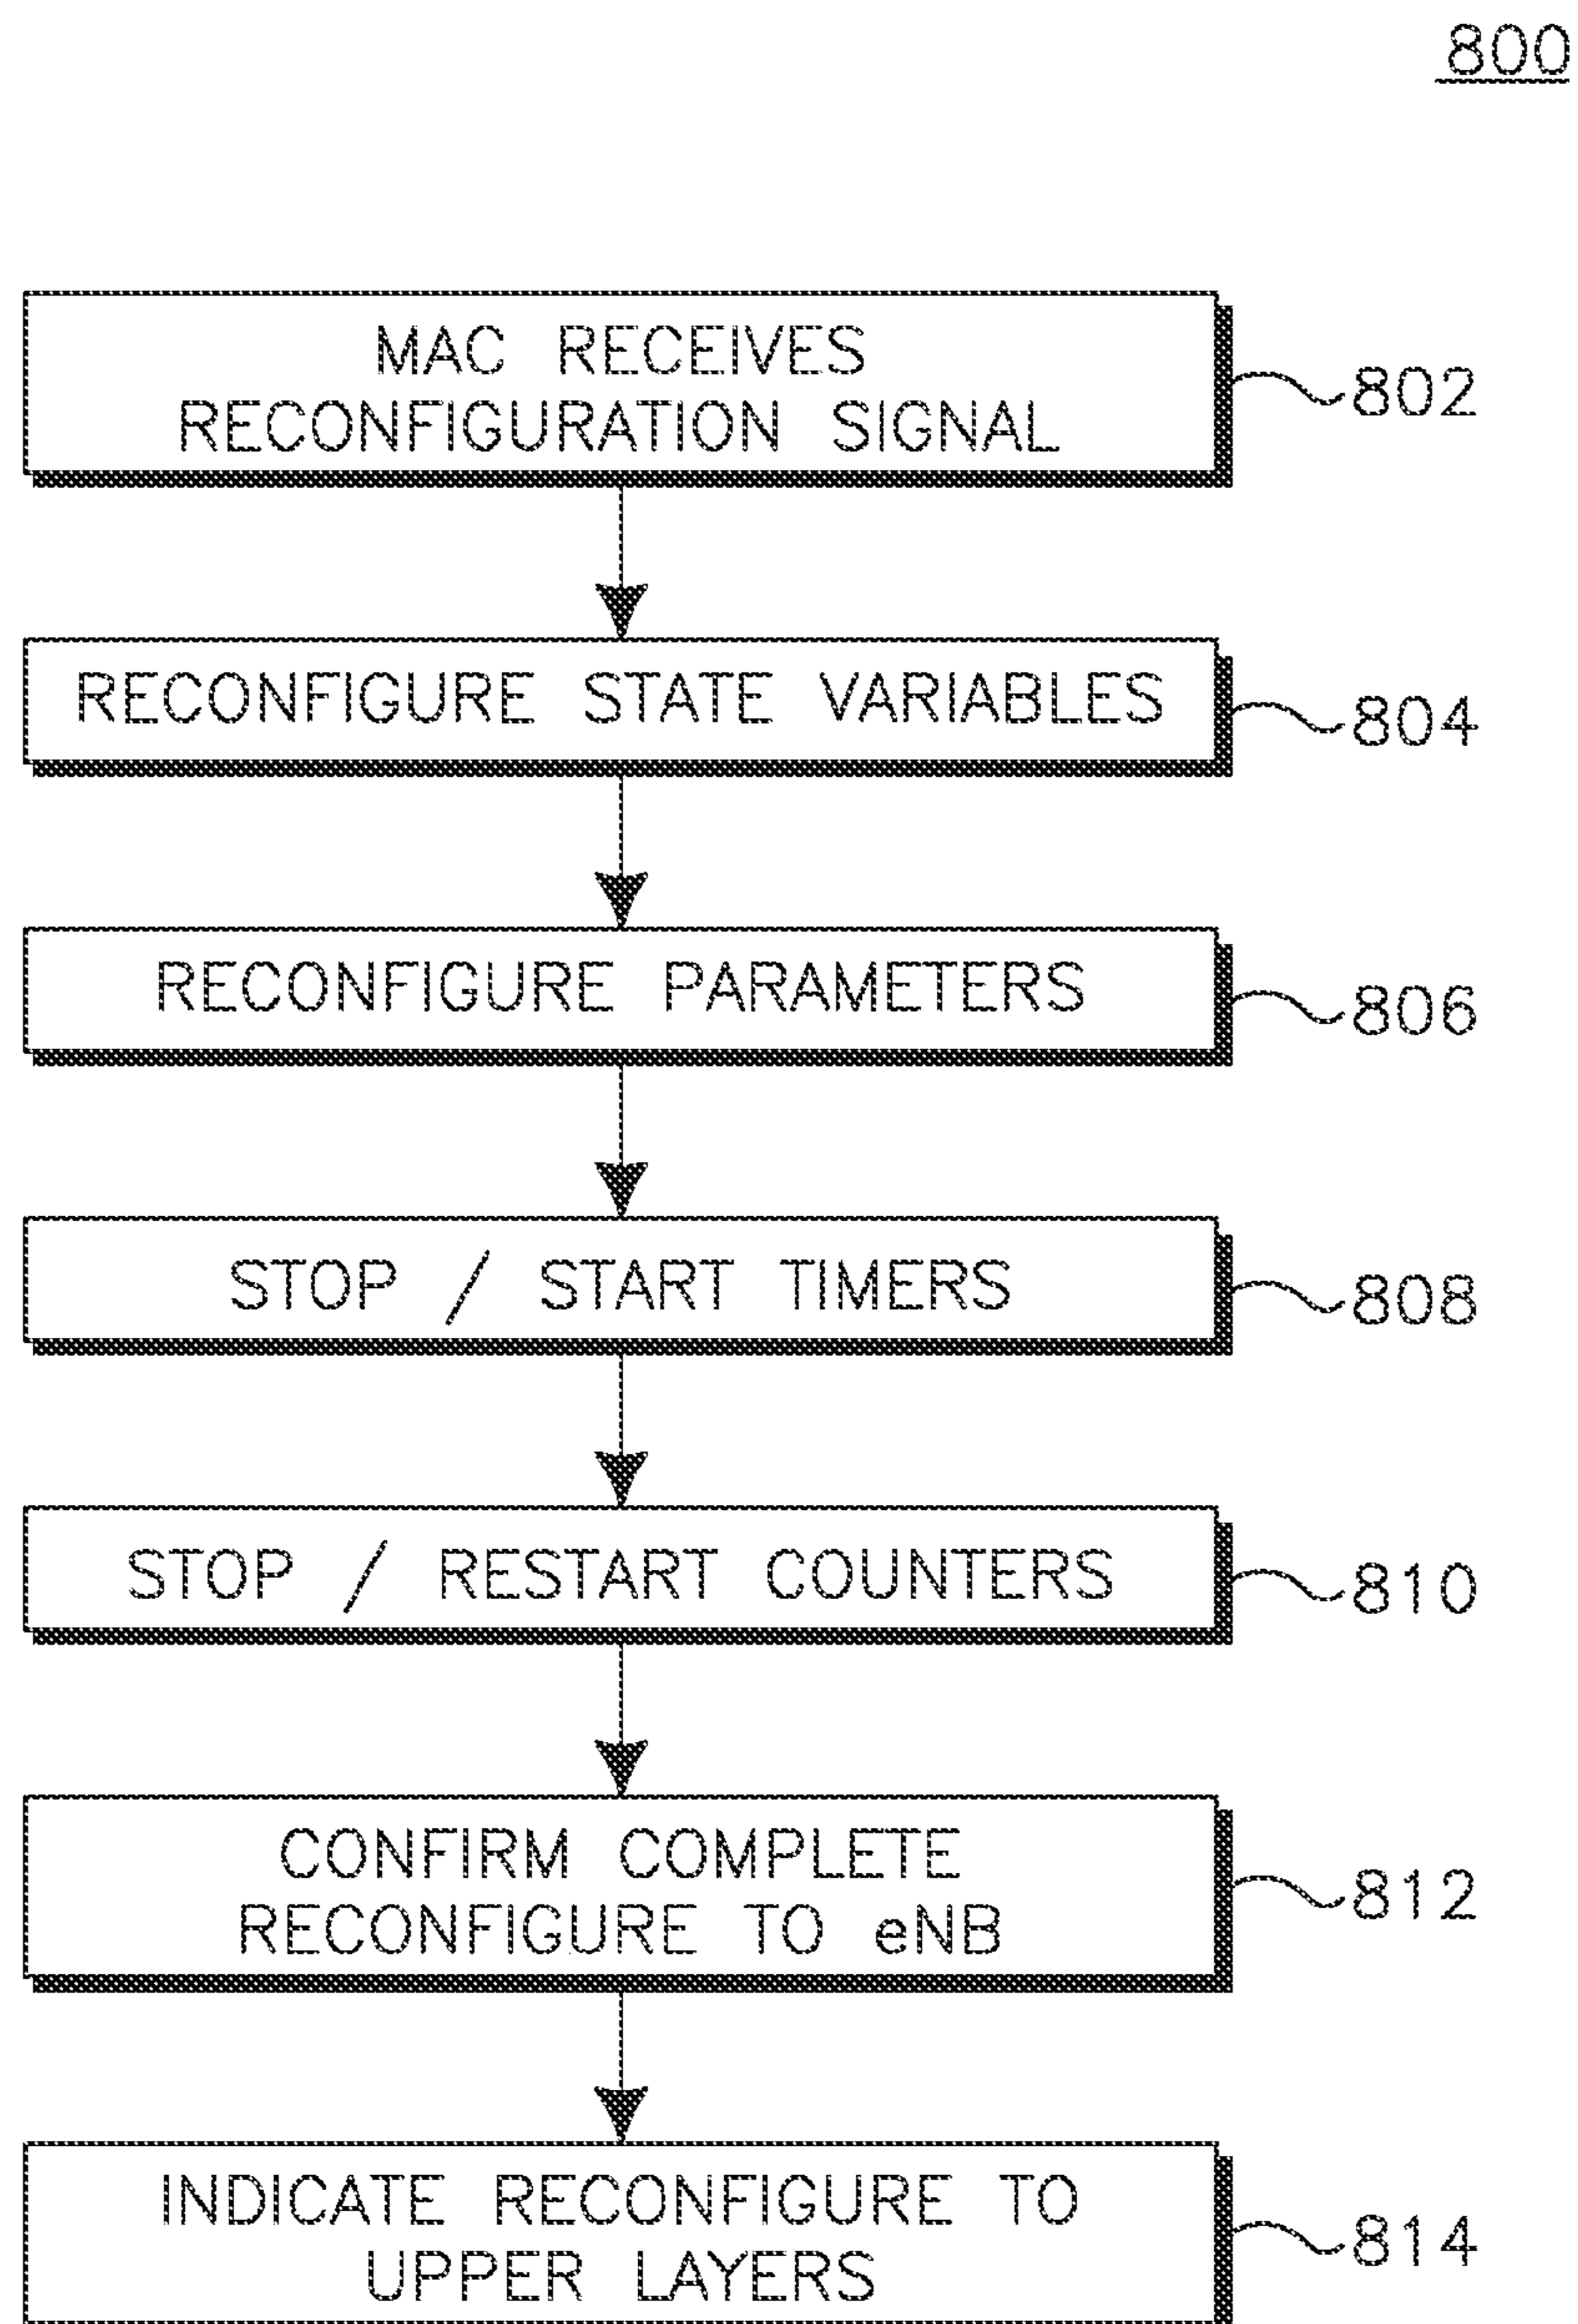 800
MAC RECEIVES
RECONFIGURATION SIGNAL
802
RECONFIGURE STATE VARIABLES
804
RECONFIGURE PARAMETERS
806
STOP / START TIMERS
808
STOP / RESTART COUNTERS
810
CONFIRM COMPLETE
RECONFIGURE TO eNB
812
INDICATE RECONFIGURE TO
UPPER LAYERS
814